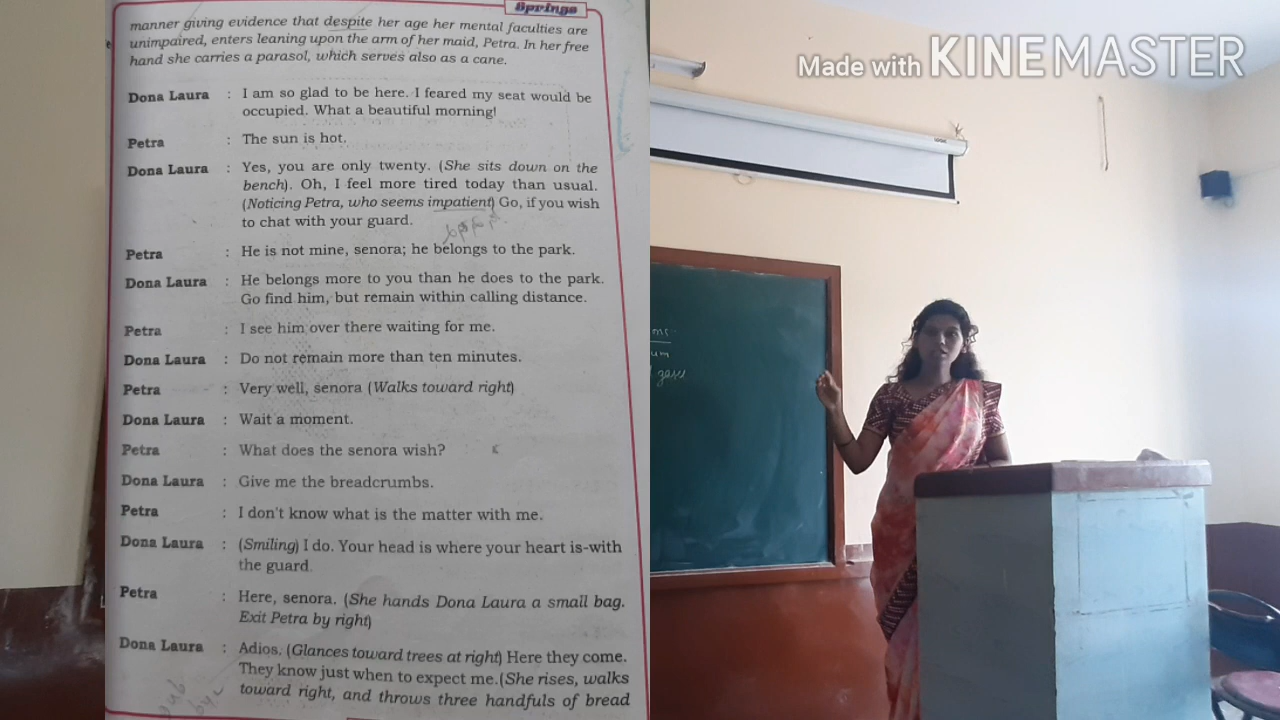 Springs
manner giving evidence that despite her age her mental faculties are
unimpaired, enters leaning upon the arm of her maid, Petra. In her free
hand she carries a parasol, which serves also as a cane.
Dona Laura : I am so glad to be here. I feared my seat would be
occupied. What a beautiful morning!
Petra : The sun is hot.
Dona Laura : Yes, you are only twenty. (She sits down on the
bench). Oh, I feel more tired today than usual.
(Noticing Petra, who seems impatient) Go, if you wish
to chat with your guard.
Petra : He is not mine, senora; he belongs to the park.
Dona Laura : He belongs more to you than he does to the park.
Go find him, but remain within calling distance.
Petra : I see him over there waiting for me.
Dona Laura : Do not remain more than ten minutes.
Petra : Very well, senora (Walks toward right)
Dona Laura : Wait a moment.
Petra : What does the senora wish?
Dona Laura : Give me the breadcrumbs.
Petra : I don't know what is the matter with me.
Dona Laura : (Smiling) I do. Your head is where your heart is-with
the guard.
Petra : Here, senora. (She hands Dona Laura a small bag.
Exit Petra by right)
Dona Laura : Adios. (Glances toward trees at right) Here they come.
They know just when to expect me.(She rises, walks
toward right, and throws three handfuls of bread
Made with KINEMASTER